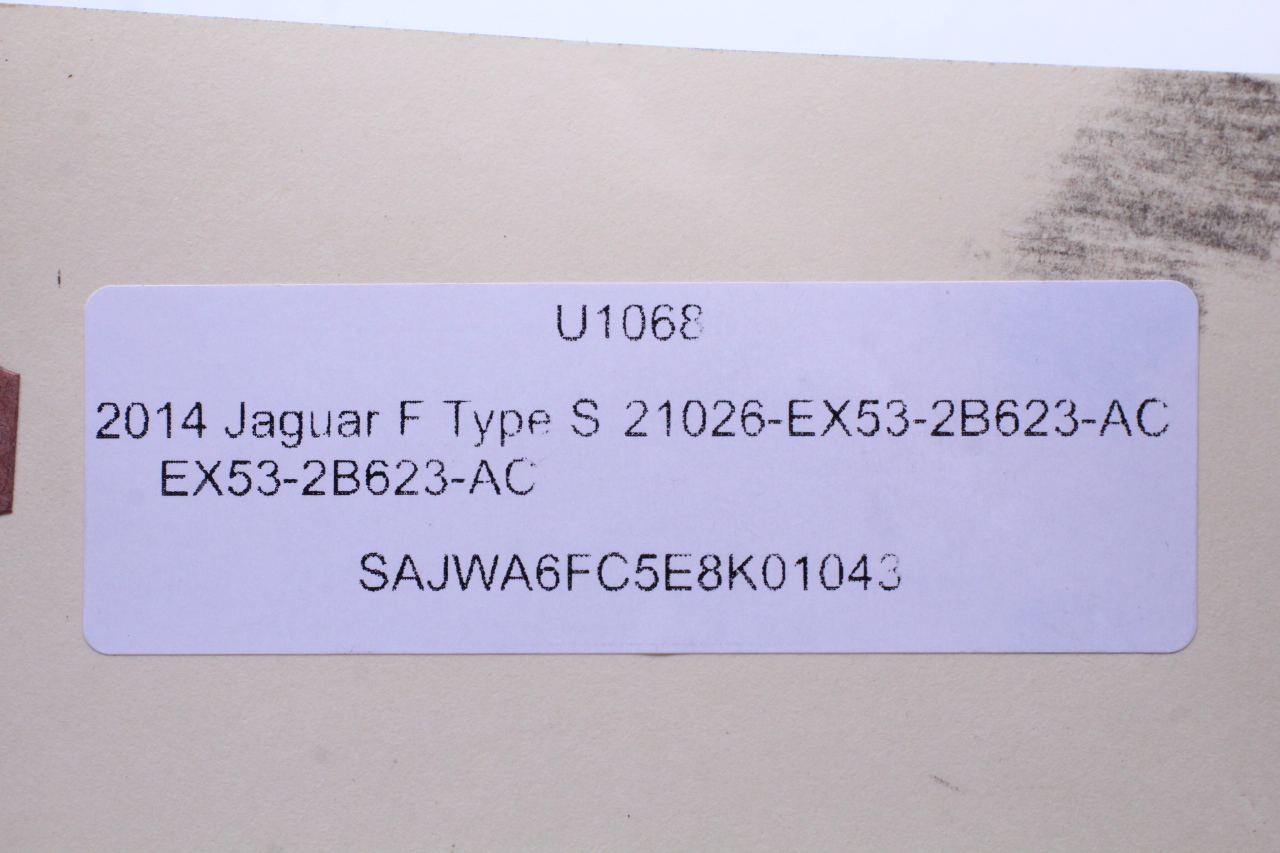 U1068
2014 Jaguar F Type S 21026-EX53-2B623-AC
EX53-2B623-AC
SAJWA6FC5E8K01043